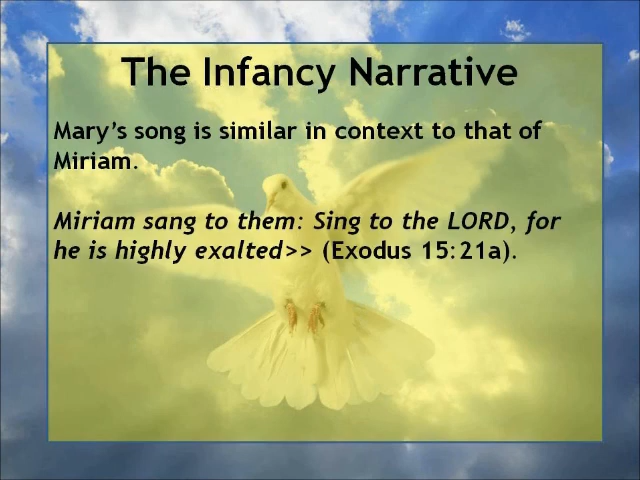 The Infancy Narrative
Mary's song is similar in context to that of
Miriam.
Miriam sang to them: Sing to the LORD, for
he is highly exalted>> (Exodus 15:21a).